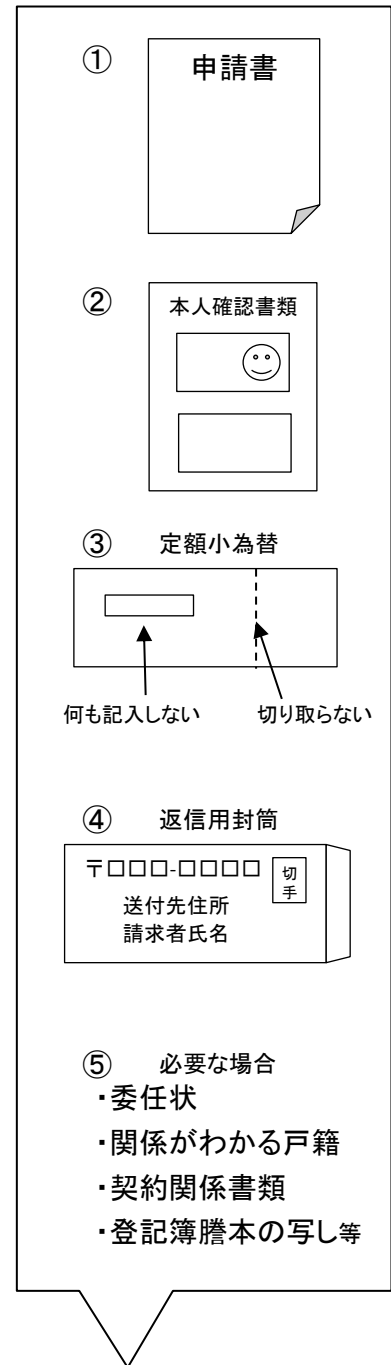 ①
申請書
②
本人確認書類
③ 定額小為替
何も記入しない 切り取らない
④ 返信用封筒
〒□□□-□□□□ 切手
送付先住所
請求者氏名
⑤ 必要な場合
・委任状
・関係がわかる戸籍
・契約関係書類
・登記簿謄本の写し等